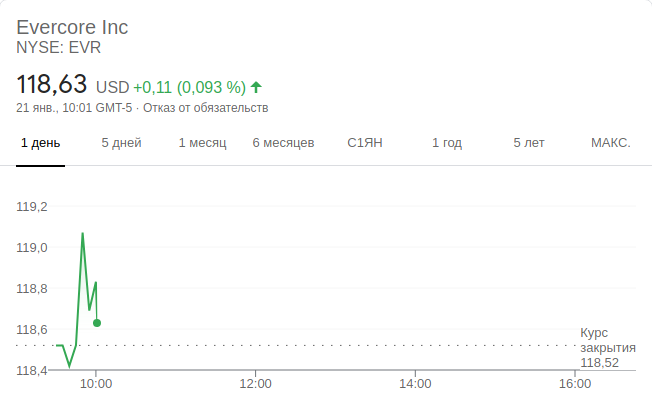 Evercore Inc
NYSE: EVR
118,63 USD +0,11 (0,093 %)
21 янв., 10:01 GMT-5 · Отказ от обязательств
1 день 5 дней 1 месяц 6 месяцев С1ЯН 1 год 5 лет МАКС.
119,2
119,0
118,8
118,6
118,4
Курс
закрытия
118,52
10:00 12:00 14:00 16:00